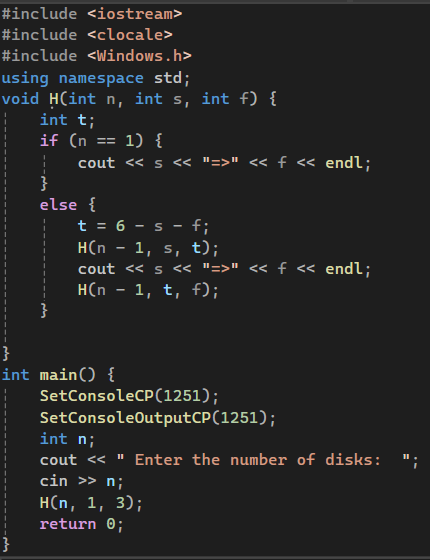 #include <iostream>
#include <clocale>
#include <Windows.h>
using namespace std;
void H(int n, int s, int f) {
    int t;
    if (n == 1) {
        cout << s << "=>" << f << endl;
    }
    else {
        t = 6 - s - f;
        H(n - 1, s, t);
        cout << s << "=>" << f << endl;
        H(n - 1, t, f);
    }

}
int main() {
    SetConsoleCP(1251);
    SetConsoleOutputCP(1251);
    int n;
    cout << " Enter the number of disks:  ";
    cin >> n;
    H(n, 1, 3);
    return 0;
}